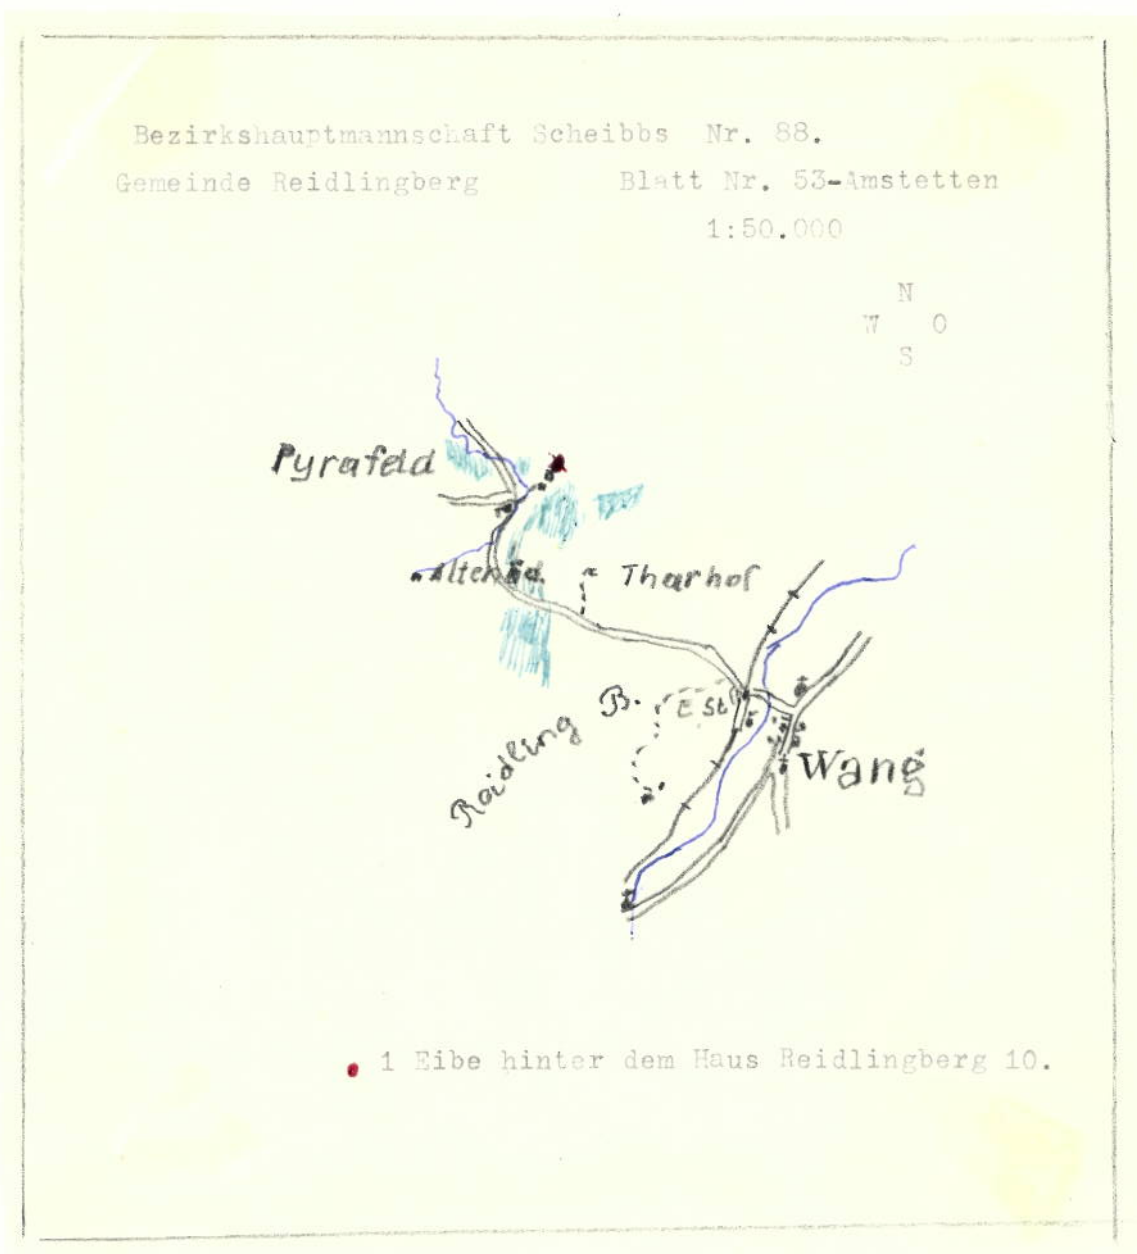 Bezirkshauptmannschaft Scheibbs Nr. 88.
Gemeinde Reidlingberg Blatt Nr. 53-Amstetten
1:50.000
N
W O
S
Pyrafeld
Tharhof
Reidling B.
E St
Wang
1 Eibe hinter dem Haus Reidlingberg 10.